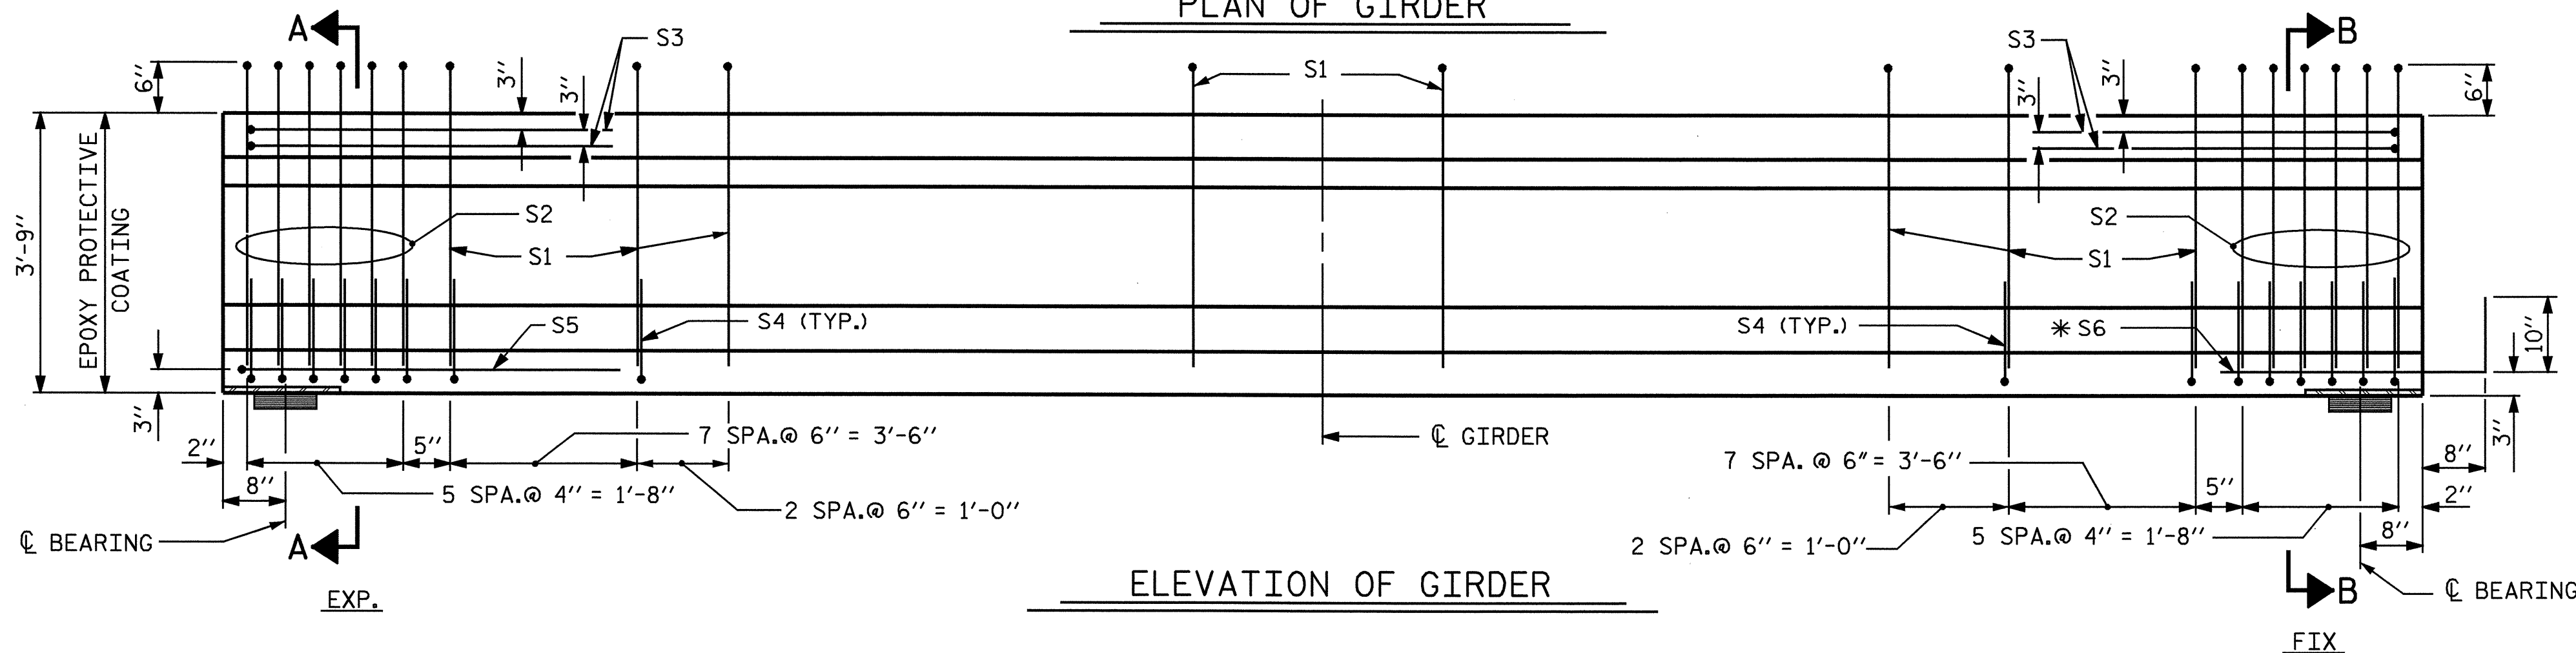 PLAN OF GIRDER
A
B
S3
S3
S1
6''
3''
3''
3''
3''
6''
3'-9''
EPOXY PROTECTIVE
COATING
S2
S1
S2
S1
S5
S4 (TYP.)
S4 (TYP.)
✳ S6
10''
3''
3''
2''
5''
7 SPA.@ 6'' = 3'-6''
℄ GIRDER
8''
5 SPA.@ 4'' = 1'-8''
2 SPA.@ 6'' = 1'-0''
7 SPA. @ 6'' = 3'-6''
5''
8''
2''
℄ BEARING
A
2 SPA.@ 6'' = 1'-0''
5 SPA.@ 4'' = 1'-8''
8''
EXP.
ELEVATION OF GIRDER
B
℄ BEARING
FIX